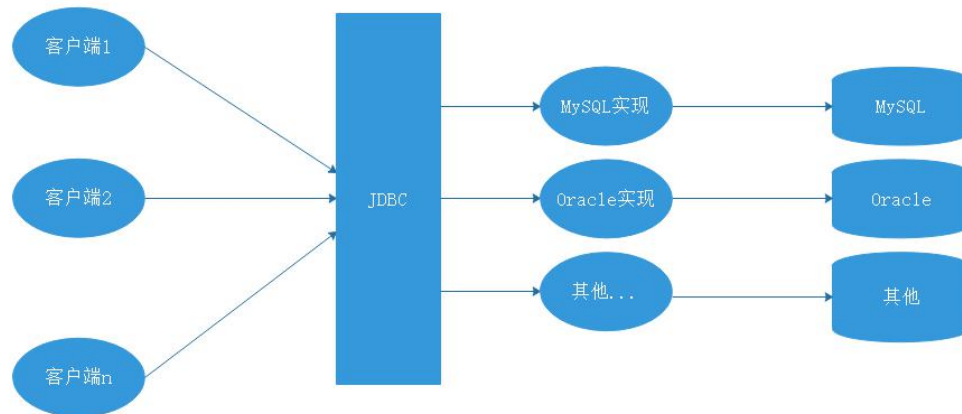 客户端1
客户端2
客户端n
JDBC
MySQL实现
Oracle实现
其他...
MySQL
Oracle
其他